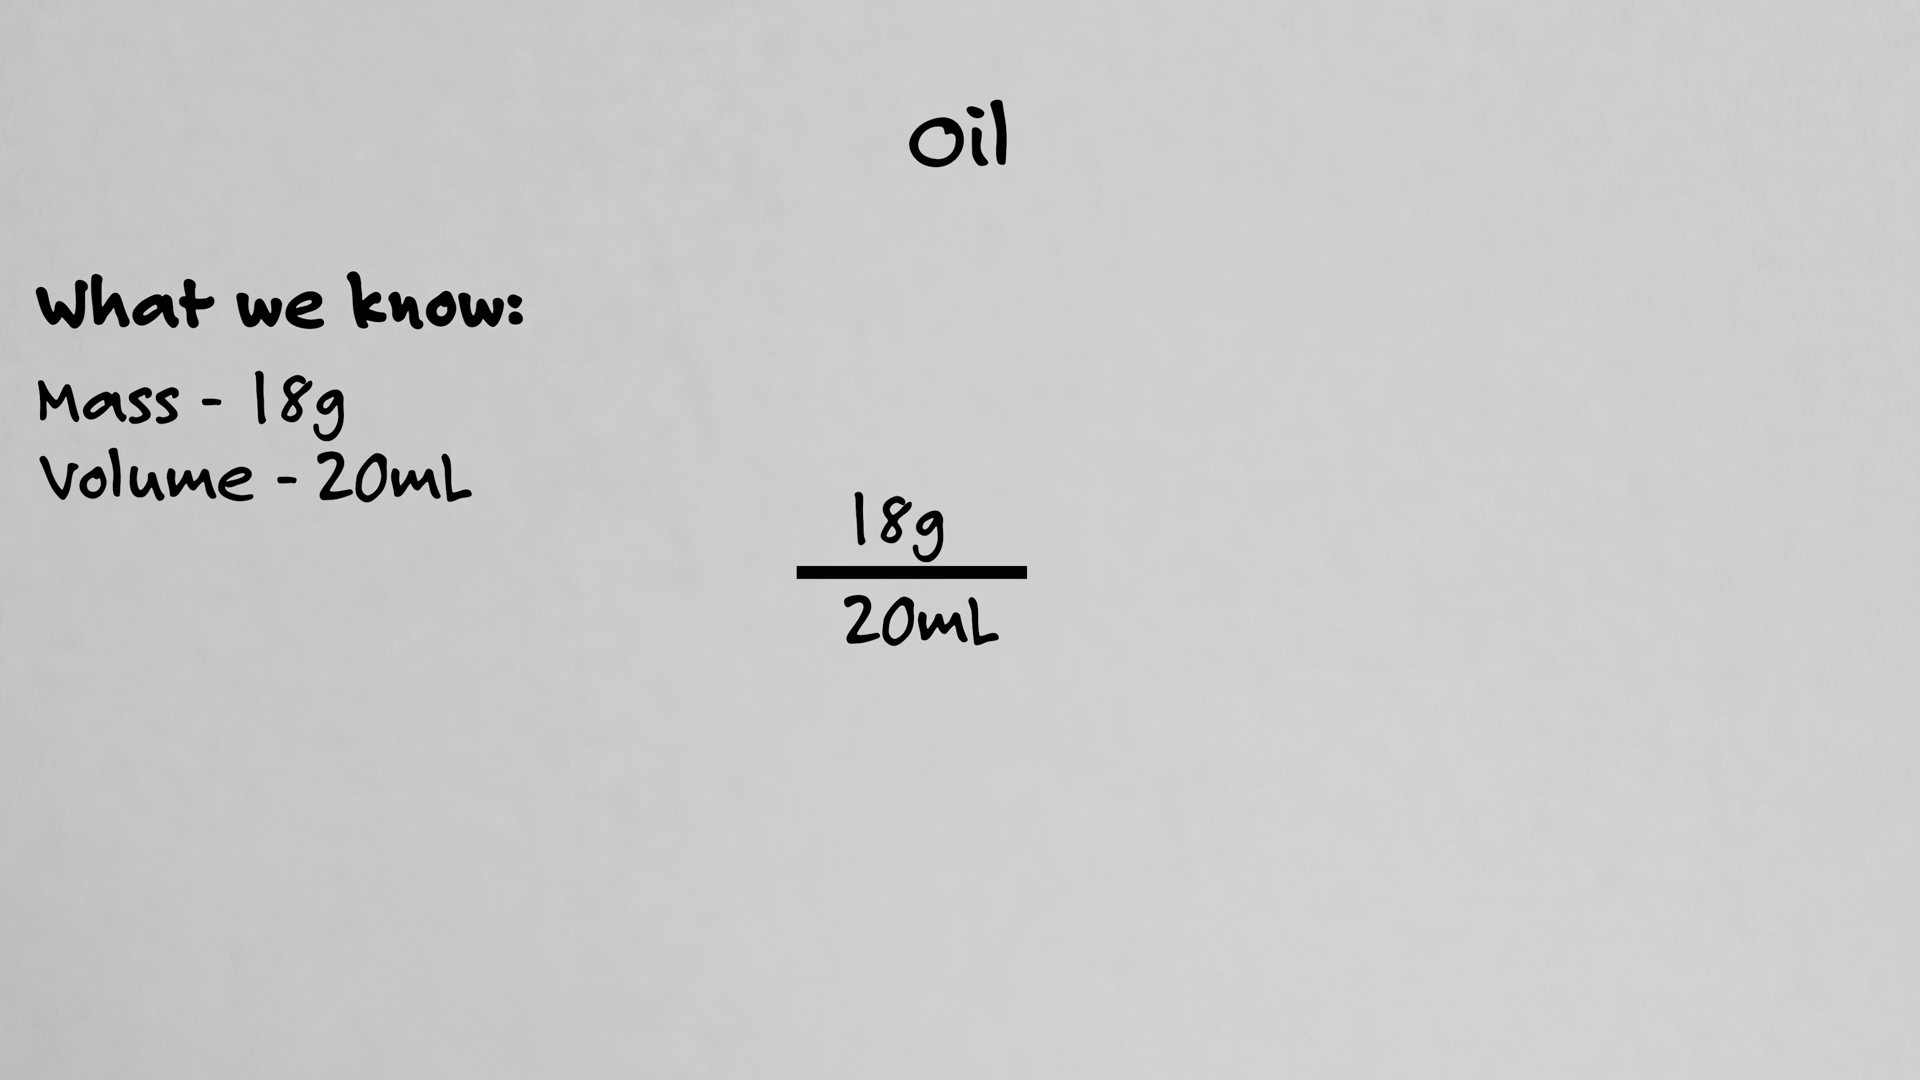 Oil
What we know:
Mass - 18g
Volume - 20mL
18g
20mL